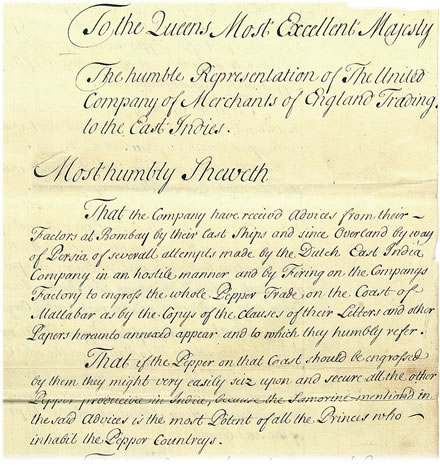 To the Queens Most Excellent Majesty
The humble Representation of The United
Company of Merchants of England Trading
to the East Indies.
Most humbly Sheweth
That the Company have receiv'd Advices from their
Factors at Bombay by their last Ships and since Overland by way
of Persia of severall attempts made by the Dutch East India
Company in an hostile manner and by Firing on the Companys
Factory to engross the whole Pepper Trade on the Coast of
Mallabar as by the Copys of the Clauses of their Letters and other
Papers hereunto annexed appear and to which they humbly refer.
That if the Pepper on that Coast should be engrossed
by them they might very easily seiz upon and secure all the other
Pepper producive in India, because the Samorine mentioned in
the said Advices is the most Potent of all the Princes who
inhabit the Pepper Countreys.